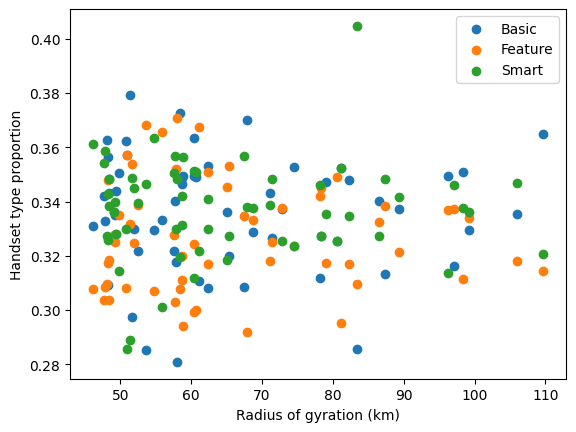 Basic
Feature
Smart
0.40
0.38
0.36
0.34
0.32
0.30
0.28
Handset type proportion
50 60 70 80 90 100 110
Radius of gyration (km)